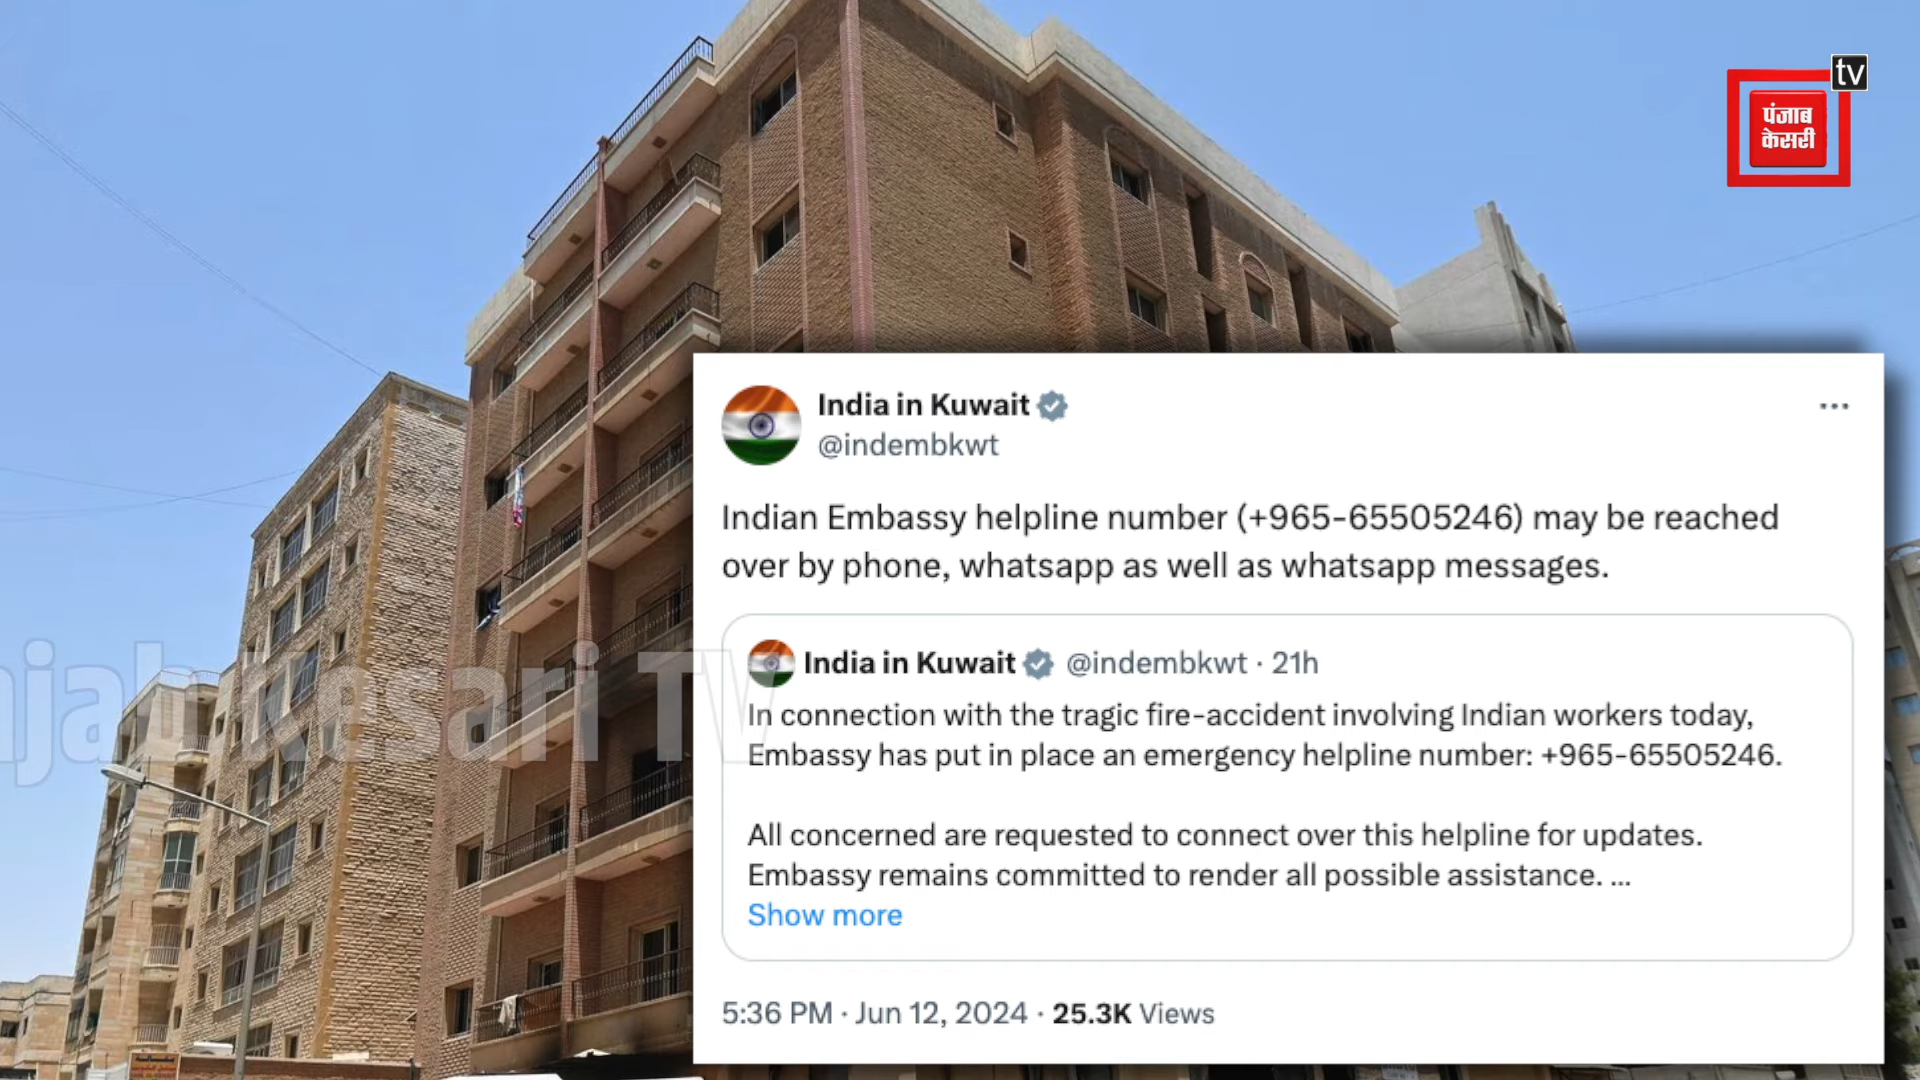 tv
पंजाब
केसरी
India in Kuwait
@indembkwt
Indian Embassy helpline number (+965-65505246) may be reached
over by phone, whatsapp as well as whatsapp messages.
India in Kuwait @indembkwt · 21h
In connection with the tragic fire-accident involving Indian workers today,
Embassy has put in place an emergency helpline number: +965-65505246.
All concerned are requested to connect over this helpline for updates.
Embassy remains committed to render all possible assistance. ...
Show more
5:36 PM · Jun 12, 2024 · 25.3K Views
njab Kesari TV